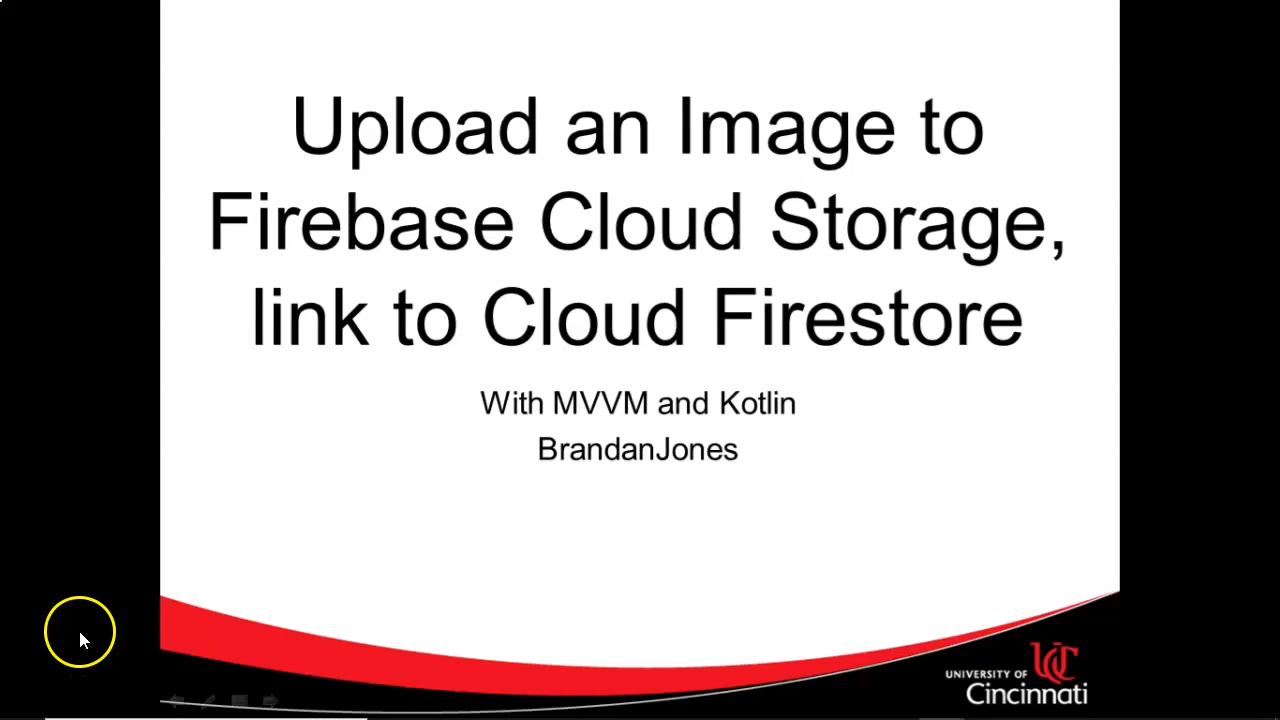 Upload an Image to
Firebase Cloud Storage,
link to Cloud Firestore
With MVVM and Kotlin
BrandanJones
UNIVERSITY OF
Cincinnati